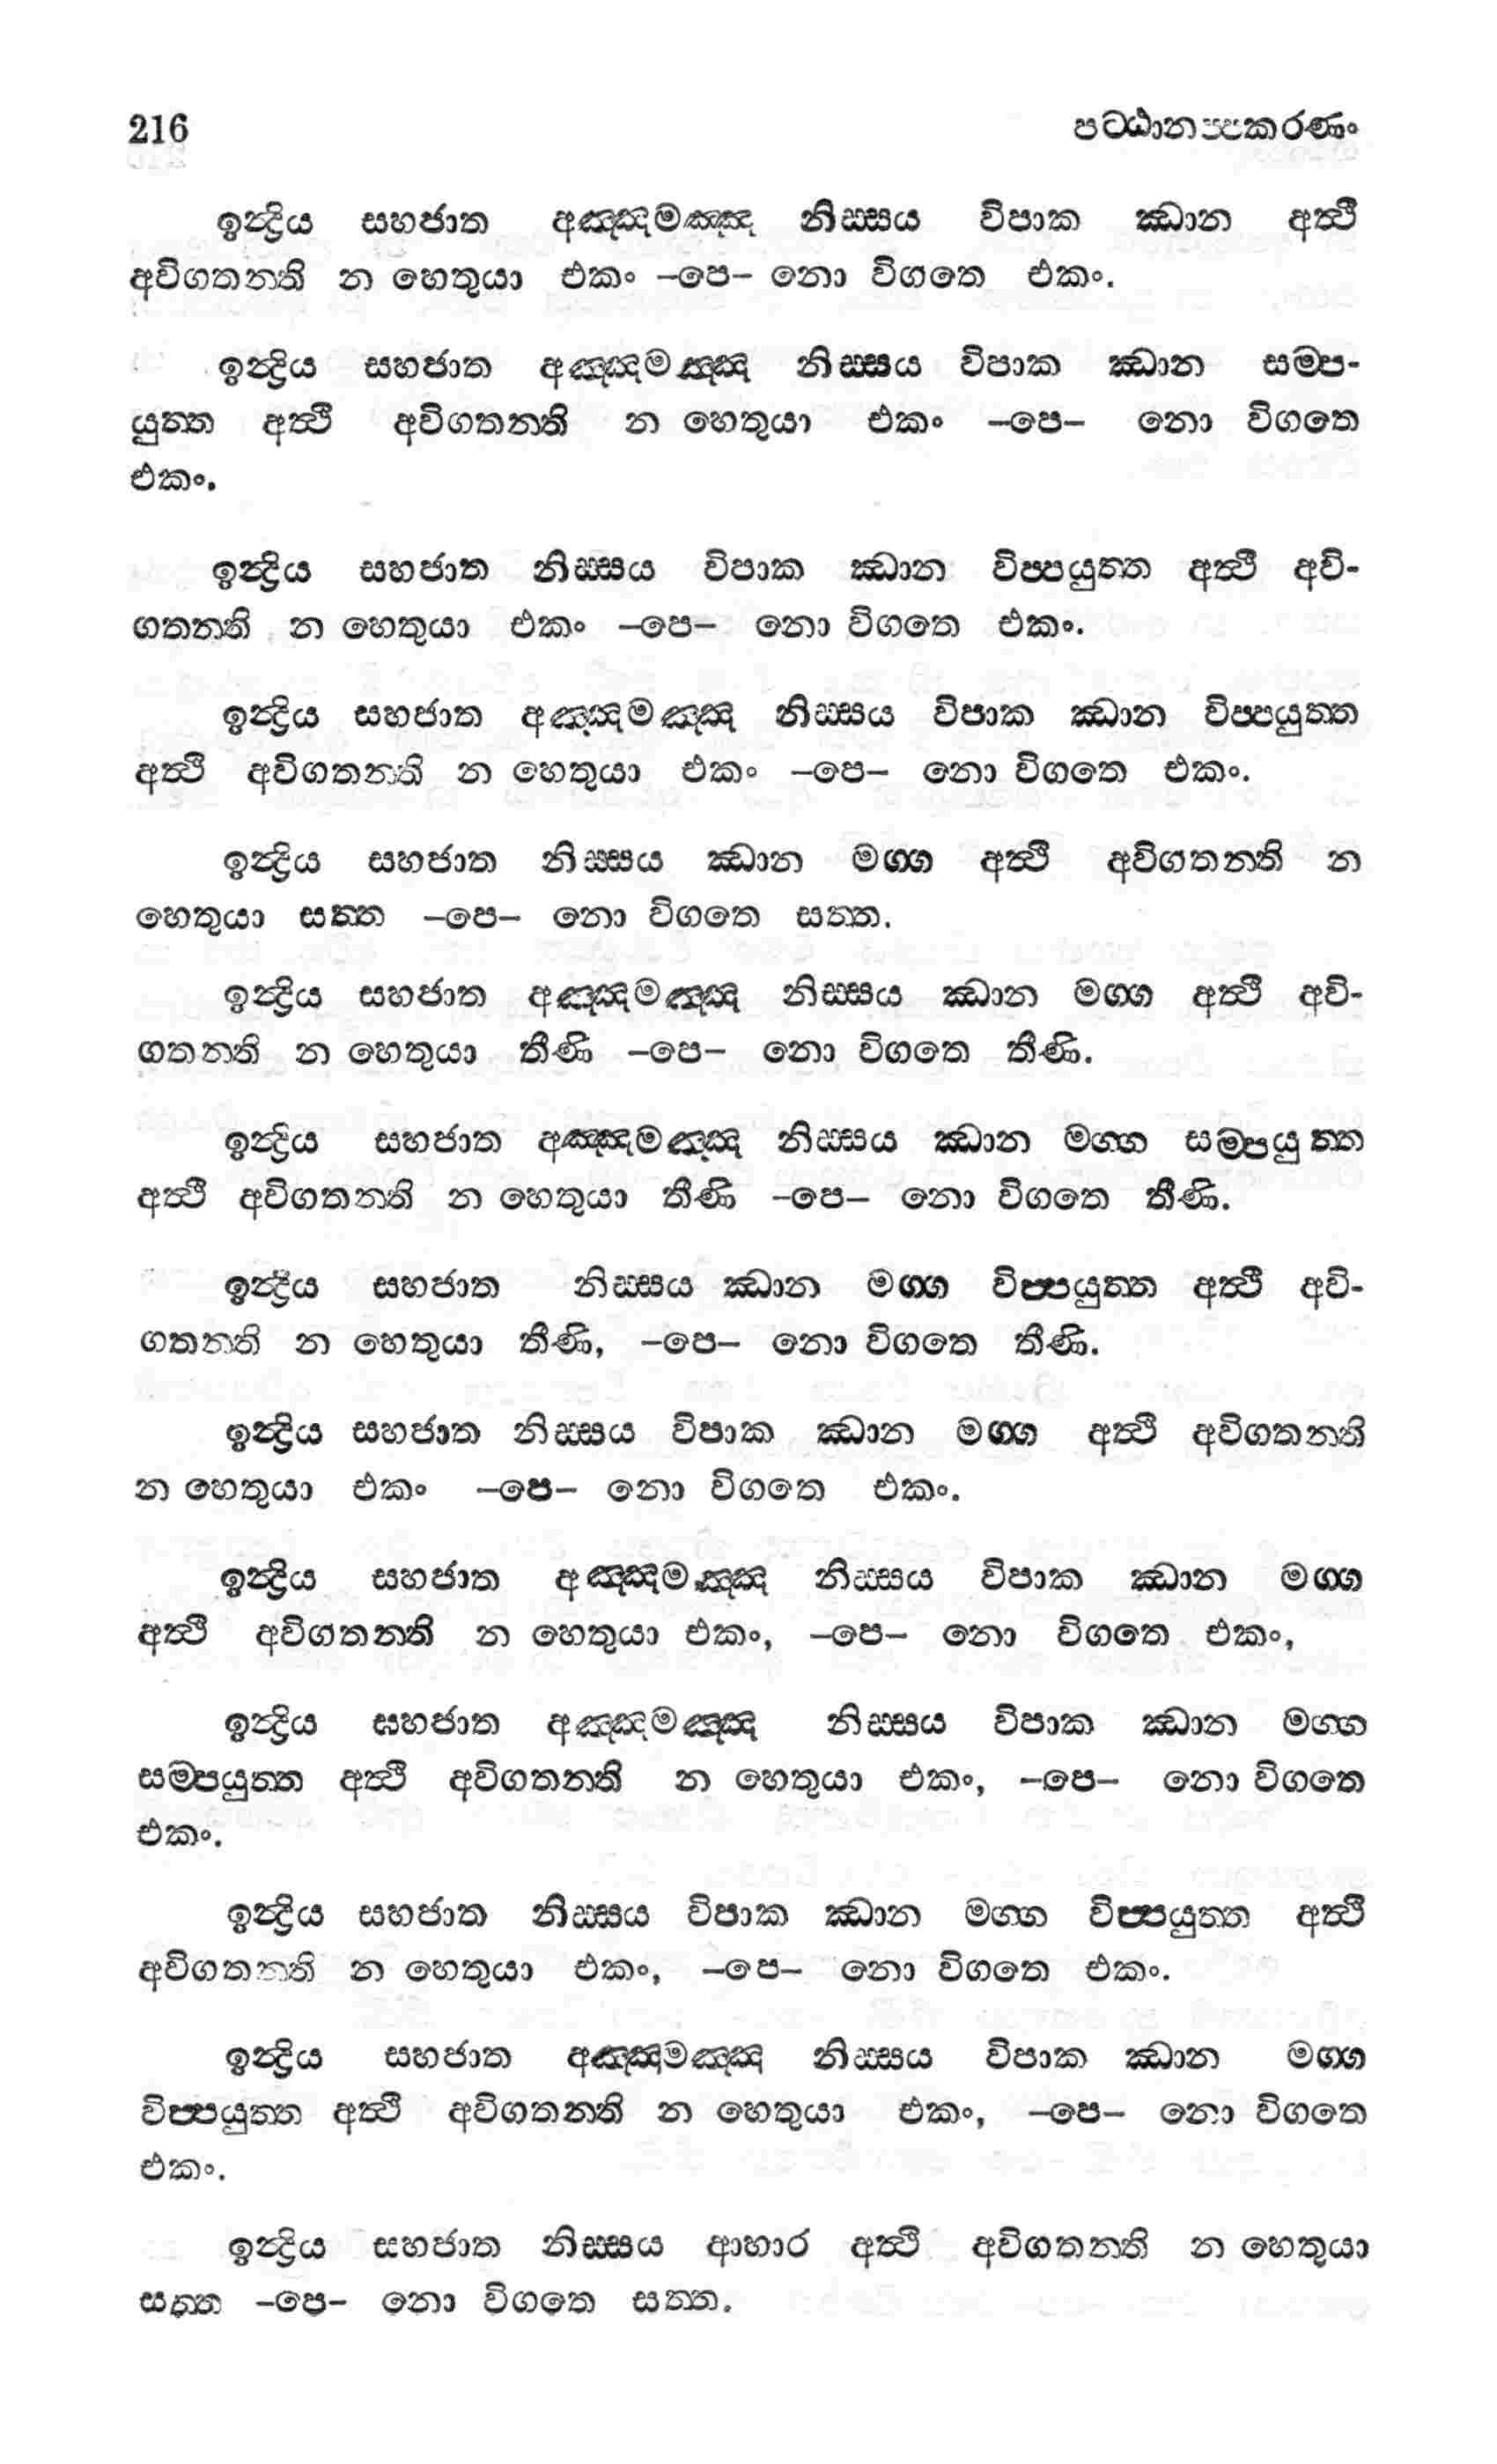 216 පට්ඨානප්පකරණං
ඉන්ද්‍රිය සහජාත අඤ්ඤමඤ්ඤ නිස්සය විපාක ඣාන අත්ථි
අවිගතන්ති න හෙතුයා එකං –පෙ– නො විගතෙ එකං.
ඉන්ද්‍රිය සහජාත අඤ්ඤමඤ්ඤ නිස්සය විපාක ඣාන සම්ප-
යුත්ත අත්ථි අවිගතන්ති න හෙතුයා එකං –පෙ– නො විගතෙ
එකං.
ඉන්ද්‍රිය සහජාත නිස්සය විපාක ඣාන විප්පයුත්ත අත්ථි අවි-
ගතන්ති න හෙතුයා එකං –පෙ– නො විගතෙ එකං.
ඉන්ද්‍රිය සහජාත අඤ්ඤමඤ්ඤ නිස්සය විපාක ඣාන විප්පයුත්ත
අත්ථි අවිගතන්ති න හෙතුයා එකං –පෙ– නො විගතෙ එකං.
ඉන්ද්‍රිය සහජාත නිස්සය ඣාන මග්ග අත්ථි අවිගතන්ති න
හෙතුයා සත්ත –පෙ– නො විගතෙ සත්ත.
ඉන්ද්‍රිය සහජාත අඤ්ඤමඤ්ඤ නිස්සය ඣාන මග්ග අත්ථි අවි-
ගතන්ති න හෙතුයා තීණි –පෙ– නො විගතෙ තීණි.
ඉන්ද්‍රිය සහජාත අඤ්ඤමඤ්ඤ නිස්සය ඣාන මග්ග සම්පයුත්ත
අත්ථි අවිගතන්ති න හෙතුයා තීණි –පෙ– නො විගතෙ තීණි.
ඉන්ද්‍රිය සහජාත නිස්සය ඣාන මග්ග විප්පයුත්ත අත්ථි අවි-
ගතන්ති න හෙතුයා තීණි, –පෙ– නො විගතෙ තීණි.
ඉන්ද්‍රිය සහජාත නිස්සය විපාක ඣාන මග්ග අත්ථි අවිගතන්ති
න හෙතුයා එකං –පෙ– නො විගතෙ එකං.
ඉන්ද්‍රිය සහජාත අඤ්ඤමඤ්ඤ නිස්සය විපාක ඣාන මග්ග
අත්ථි අවිගතන්ති න හෙතුයා එකං, –පෙ– නො විගතෙ එකං,
ඉන්ද්‍රිය ඝහජාත අඤ්ඤමඤ්ඤ නිස්සය විපාක ඣාන මග්ග
සම්පයුත්ත අත්ථි අවිගතන්ති න හෙතුයා එකං, –පෙ– නො විගතෙ
එකං.
ඉන්ද්‍රිය සහජාත නිස්සය විපාක ඣාන මග්ග විප්පයුත්ත අත්ථි
අවිගතන්ති න හෙතුයා එකං, –පෙ– නො විගතෙ එකං.
ඉන්ද්‍රිය සහජාත අඤ්ඤමඤ්ඤ නිස්සය විපාක ඣාන මග්ග
විප්පයුත්ත අත්ථි අවිගතන්ති න හෙතුයා එකං, –පෙ– නො විගතෙ
එකං.
ඉන්ද්‍රිය සහජාත නිස්සය ආහාර අත්ථි අවිගතන්ති න හෙතුයා
සත්ත –පෙ– නො විගතෙ සත්ත.